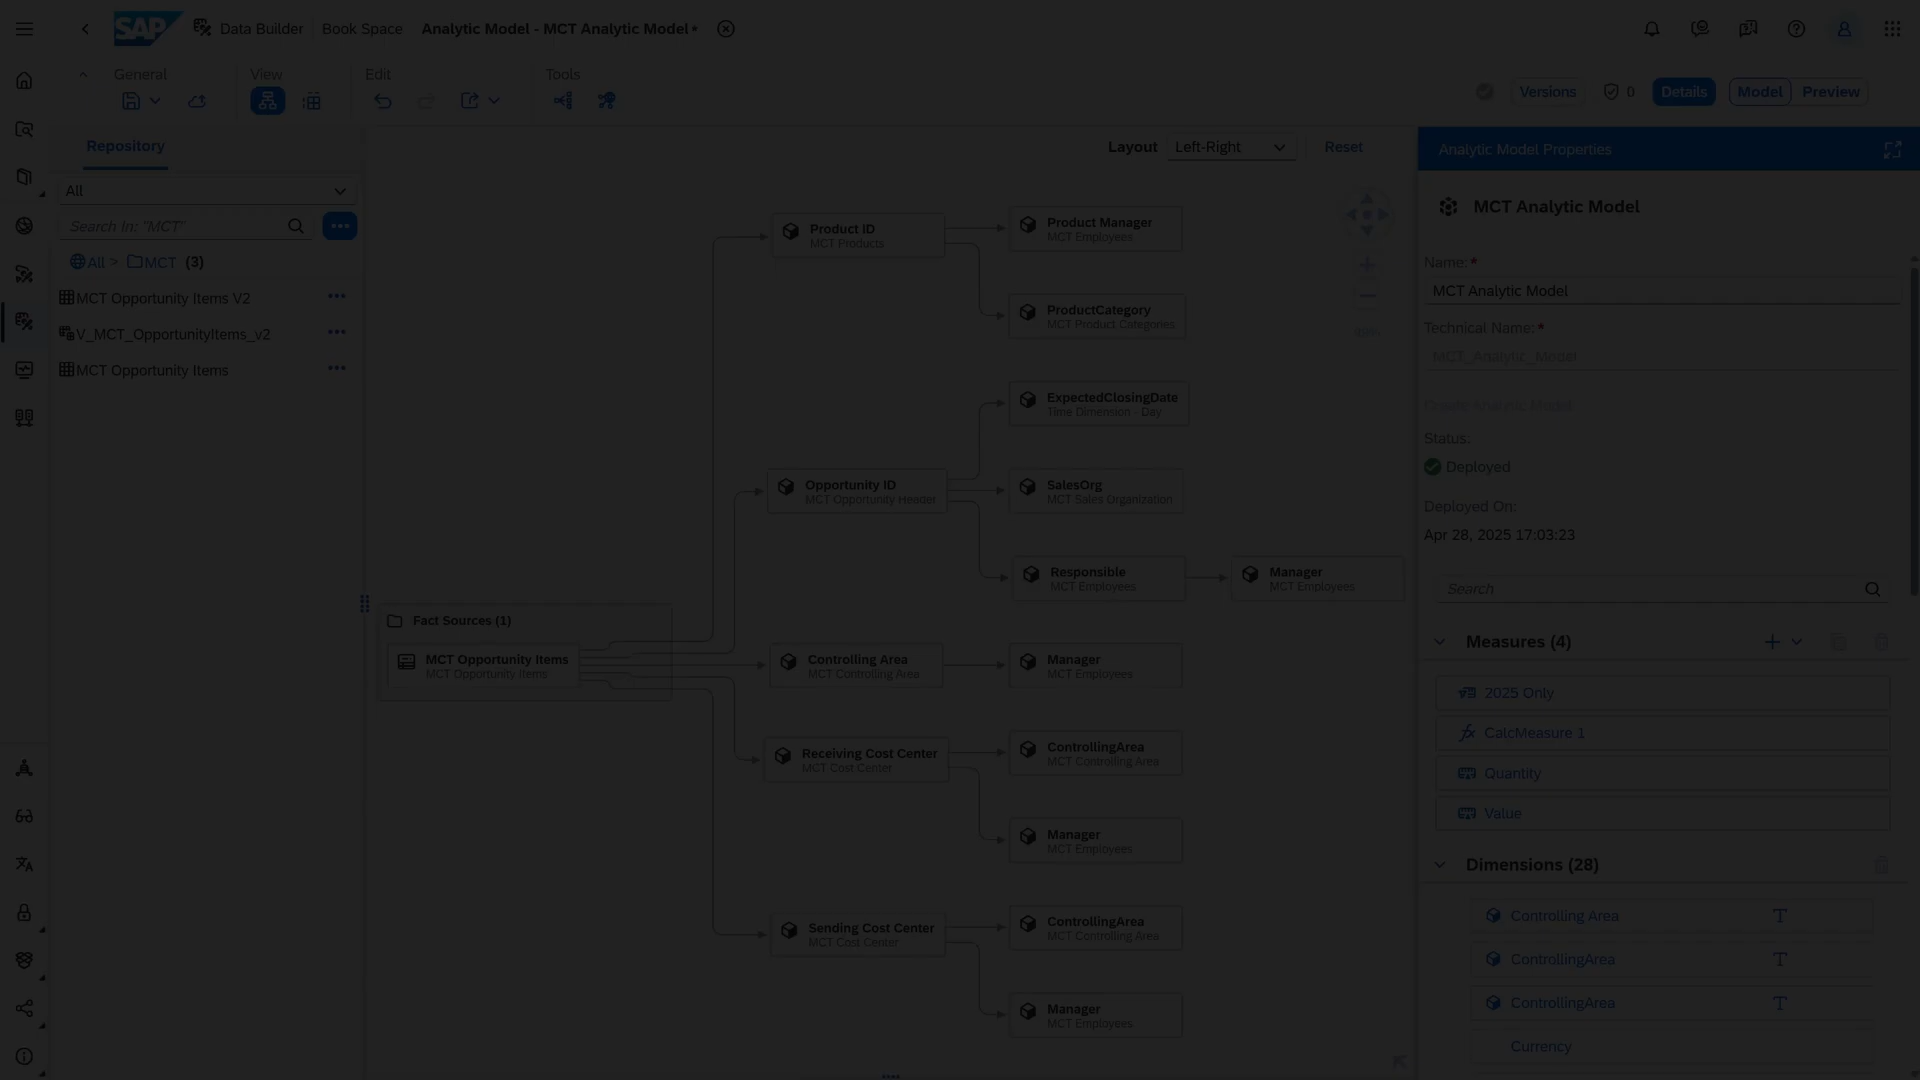 SAP Data Builder Book Space Analytic Model - MCT Analytic Model*
General View Edit Tools
Versions 0 Details Model Preview
Repository
All
Search In: "MCT"
All > MCT (3)
MCT Opportunity Items V2
V_MCT_OpportunityItems_v2
MCT Opportunity Items
Layout Left-Right Reset
Product ID
MCT Products
Product Manager
MCT Employees
ProductCategory
MCT Product Categories
ExpectedClosingDate
Time Dimension - Day
Opportunity ID
MCT Opportunity Header
SalesOrg
MCT Sales Organization
Responsible
MCT Employees
Manager
MCT Employees
Fact Sources (1)
MCT Opportunity Items
MCT Opportunity Items
Controlling Area
MCT Controlling Area
Manager
MCT Employees
Receiving Cost Center
MCT Cost Center
ControllingArea
MCT Controlling Area
Manager
MCT Employees
Sending Cost Center
MCT Cost Center
ControllingArea
MCT Controlling Area
Manager
MCT Employees
Analytic Model Properties
MCT Analytic Model
Name:*
MCT Analytic Model
Technical Name:*
MCT_Analytic_Model
Create Analytic Model
Status:
Deployed
Deployed On:
Apr 28, 2025 17:03:23
Search
Measures (4)
2025 Only
CalcMeasure 1
Quantity
Value
Dimensions (28)
Controlling Area
ControllingArea
ControllingArea
Currency